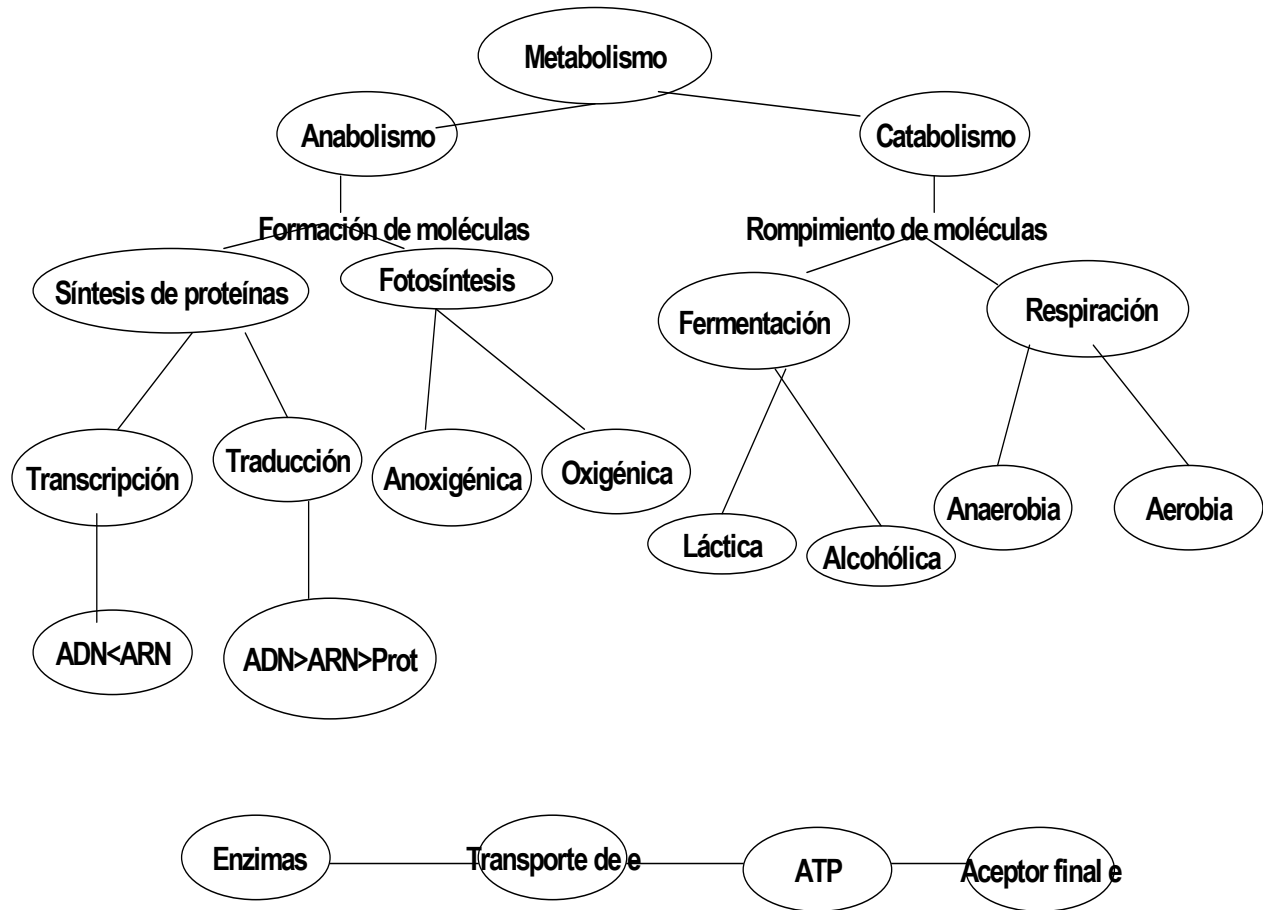 Metabolismo
Anabolismo
Catabolismo
Formación de moléculas
Rompimiento de moléculas
Síntesis de proteínas
Fotosíntesis
Fermentación
Respiración
Transcripción
Traducción
Anoxigénica
Oxigénica
Láctica
Alcohólica
Anaerobia
Aerobia
ADN<ARN
ADN>ARN>Prot
Enzimas
Transporte de e
ATP
Aceptor final e